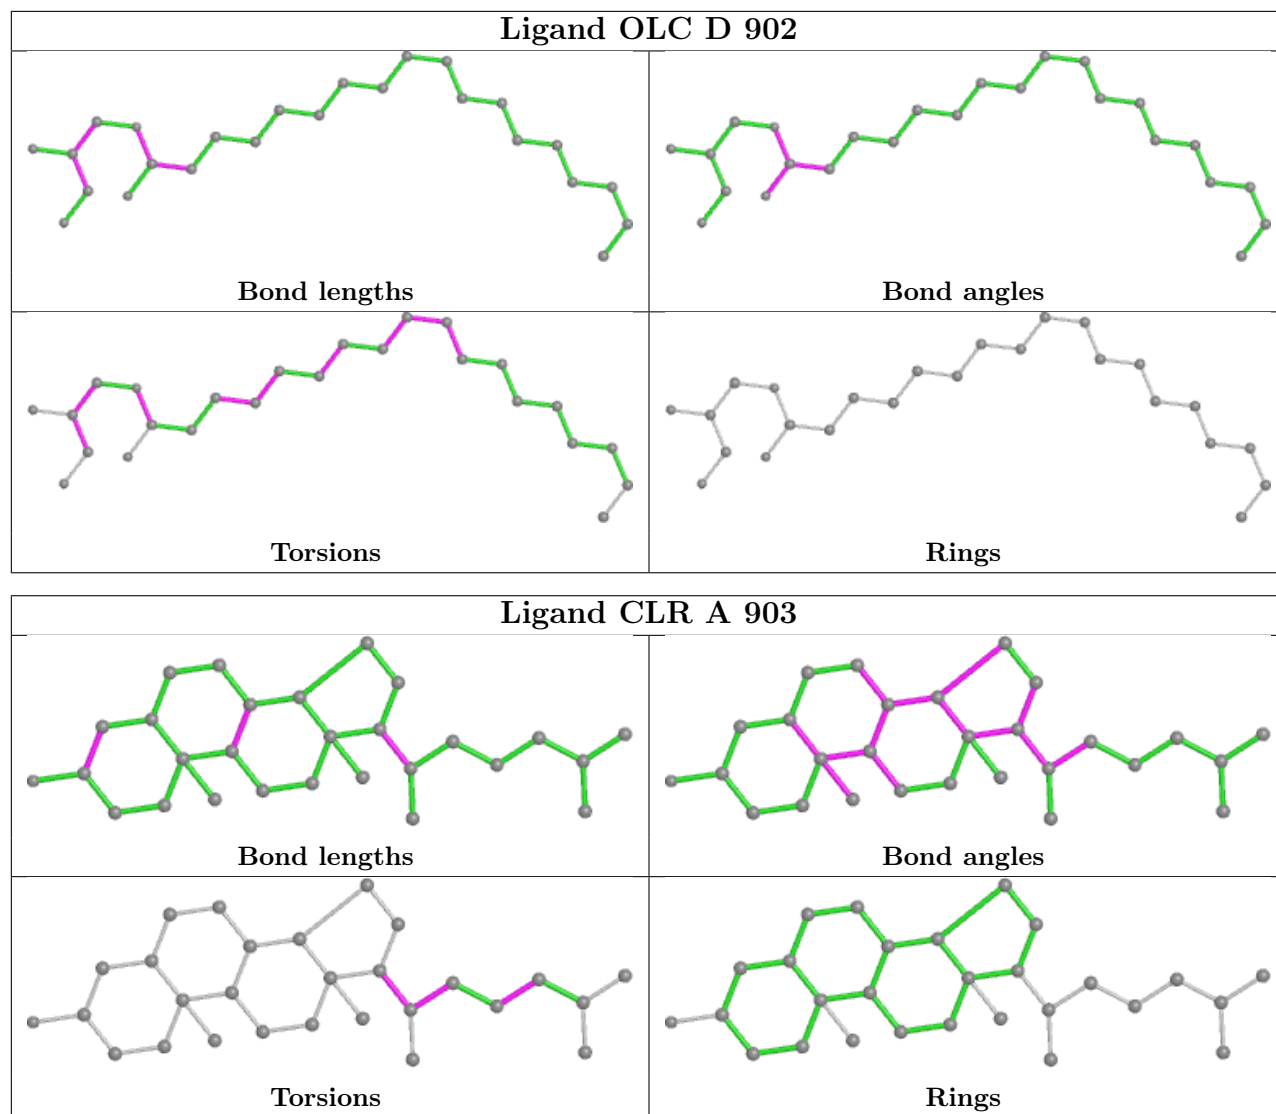 Ligand OLC D 902
Bond lengths
Bond angles
Torsions
Rings
Ligand CLR A 903
Bond lengths
Bond angles
Torsions
Rings